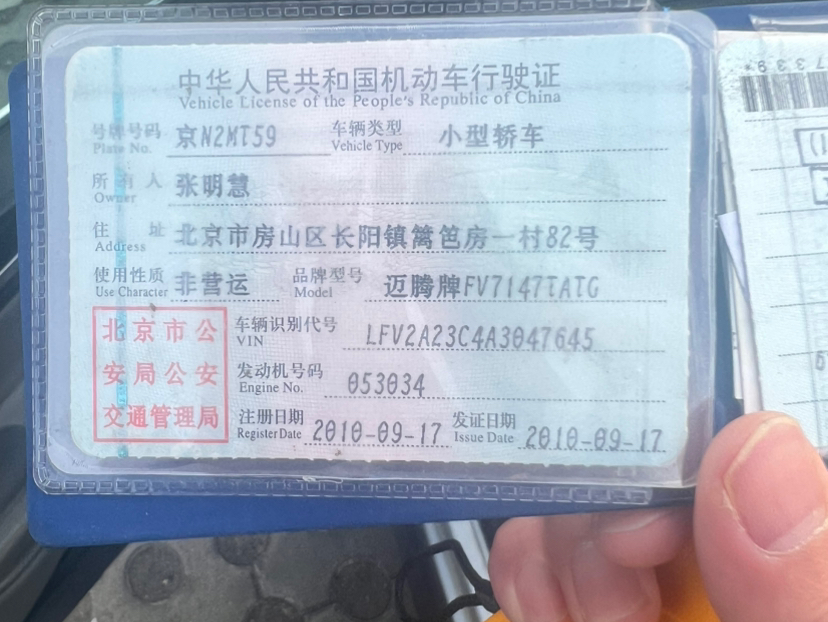 中华人民共和国机动车行驶证
Vehicle License of the People's Republic of China
号牌号码 京N2MT59 车辆类型 小型轿车
Plate No. Vehicle Type
所有人 张明慧
Owner
住址 北京市房山区长阳镇篱笆房一村82号
Address
使用性质 非营运 品牌型号 迈腾牌FV7147TATG
Use Character Model
北京市公
安局公安
交通管理局
车辆识别代号 LFV2A23C4A3047645
VIN
发动机号码 053034
Engine No.
注册日期 2010-09-17 发证日期 2010-09-17
Register Date Issue Date